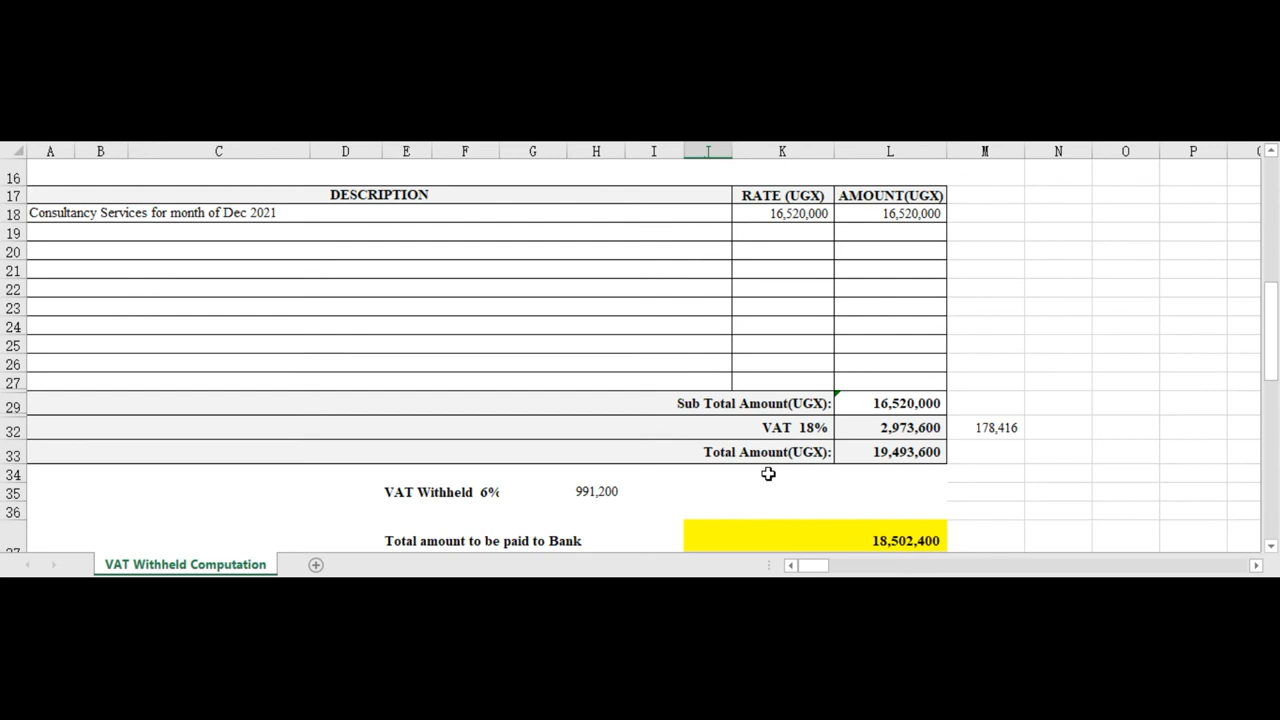 A B C D E F G H I J K L M N O P
16
17 DESCRIPTION RATE (UGX) AMOUNT(UGX)
18 Consultancy Services for month of Dec 2021 16,520,000 16,520,000
19
20
21
22
23
24
25
26
27
29 Sub Total Amount(UGX): 16,520,000
32 VAT 18% 2,973,600 178,416
33 Total Amount(UGX): 19,493,600
34
35 VAT Withheld 6% 991,200
36
Total amount to be paid to Bank 18,502,400
VAT Withheld Computation